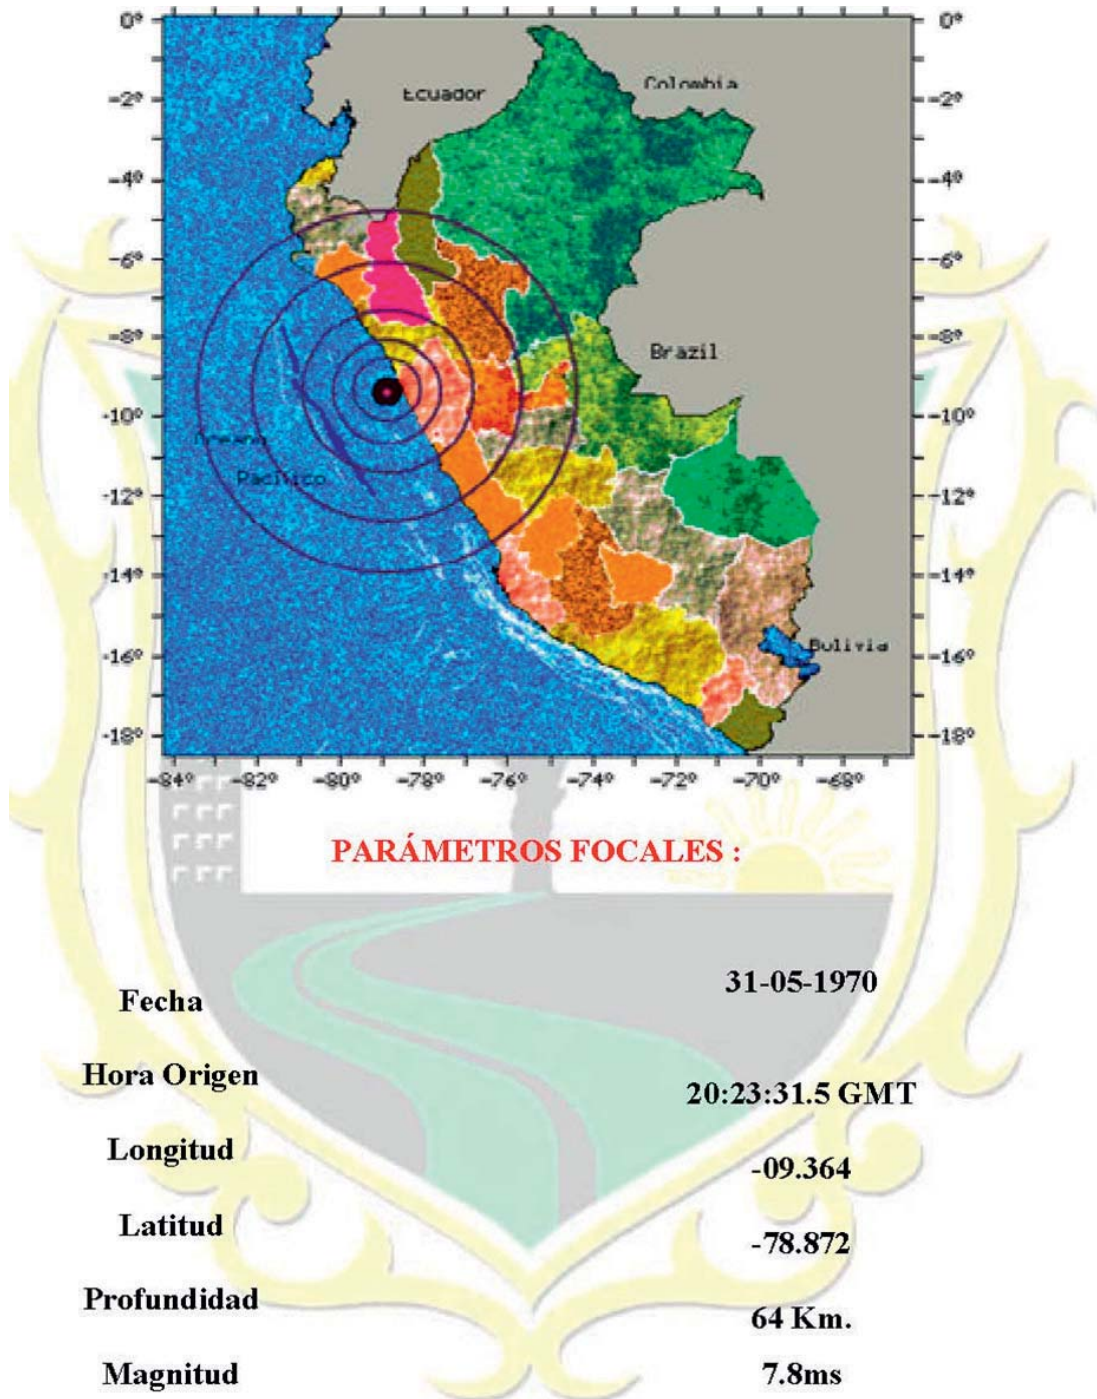 0° 0°
Ecuador Colombia
-2° -2°
-4° -4°
-6° -6°
-8° -8°
Brazil
-10° -10°
Oceano
Pacífico
-12° -12°
-14° -14°
Bolivia
-16° -16°
-18° -18°
-84° -82° -80° -78° -76° -74° -72° -70° -68°
PARÁMETROS FOCALES :
Fecha 31-05-1970
Hora Origen 20:23:31.5 GMT
Longitud -09.364
Latitud -78.872
Profundidad 64 Km.
Magnitud 7.8ms